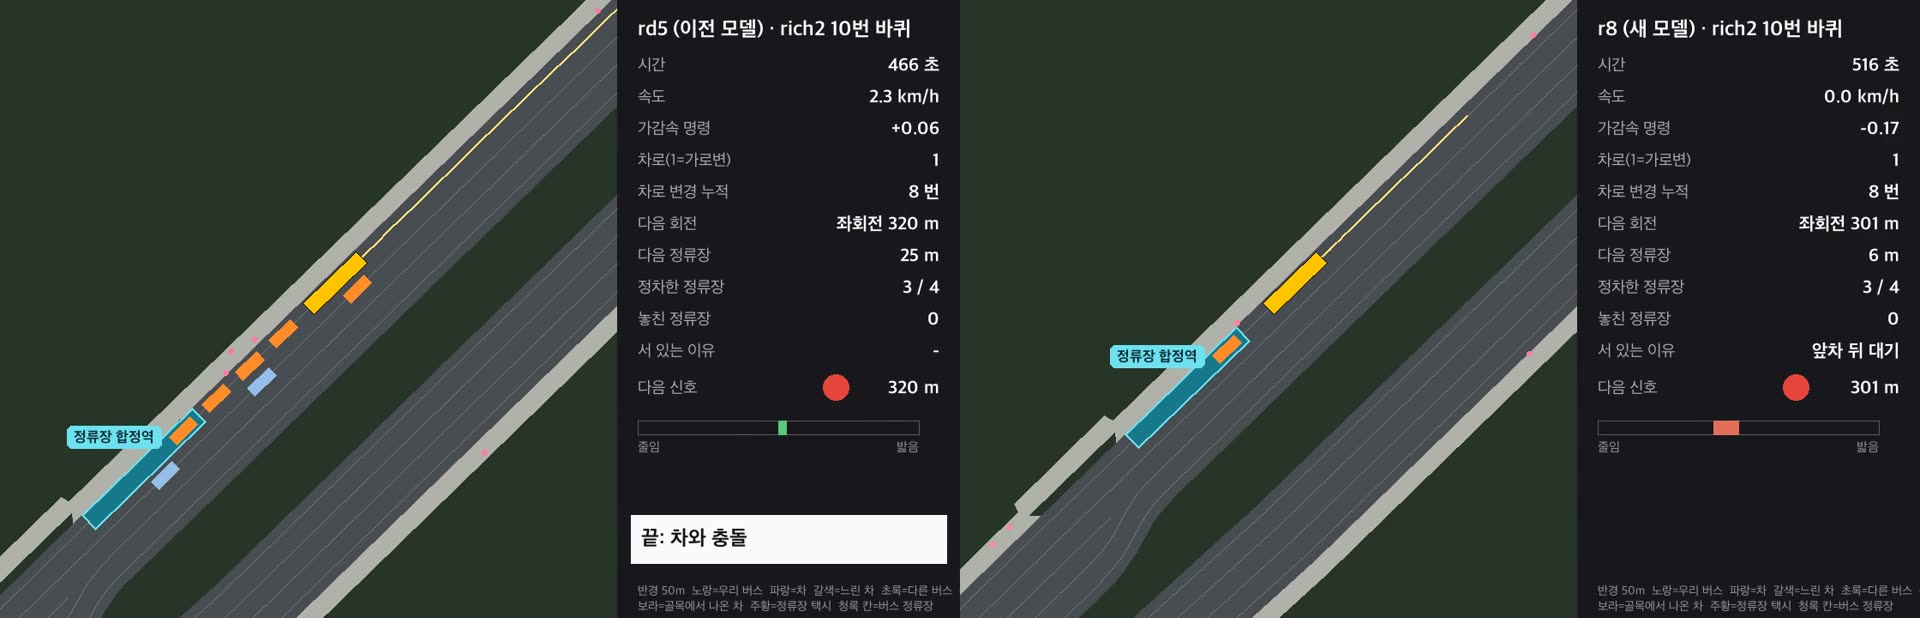 rd5 (이전 모델) · rich2 10번 바퀴
시간 466 초
속도 2.3 km/h
가감속 명령 +0.06
차로(1=가로변) 1
차로 변경 누적 8 번
다음 회전 좌회전 320 m
다음 정류장 25 m
정차한 정류장 3 / 4
놓친 정류장 0
서 있는 이유 -
다음 신호 320 m
줄임 밟음
끝: 차와 충돌
반경 50m 노랑=우리 버스 파랑=차 갈색=느린 차 초록=다른 버스
보라=골목에서 나온 차 주황=정류장 택시 청록 칸=버스 정류장
정류장 합정역
r8 (새 모델) · rich2 10번 바퀴
시간 516 초
속도 0.0 km/h
가감속 명령 -0.17
차로(1=가로변) 1
차로 변경 누적 8 번
다음 회전 좌회전 301 m
다음 정류장 6 m
정차한 정류장 3 / 4
놓친 정류장 0
서 있는 이유 앞차 뒤 대기
다음 신호 301 m
줄임 밟음
반경 50m 노랑=우리 버스 파랑=차 갈색=느린 차 초록=다른 버스
보라=골목에서 나온 차 주황=정류장 택시 청록 칸=버스 정류장
정류장 합정역